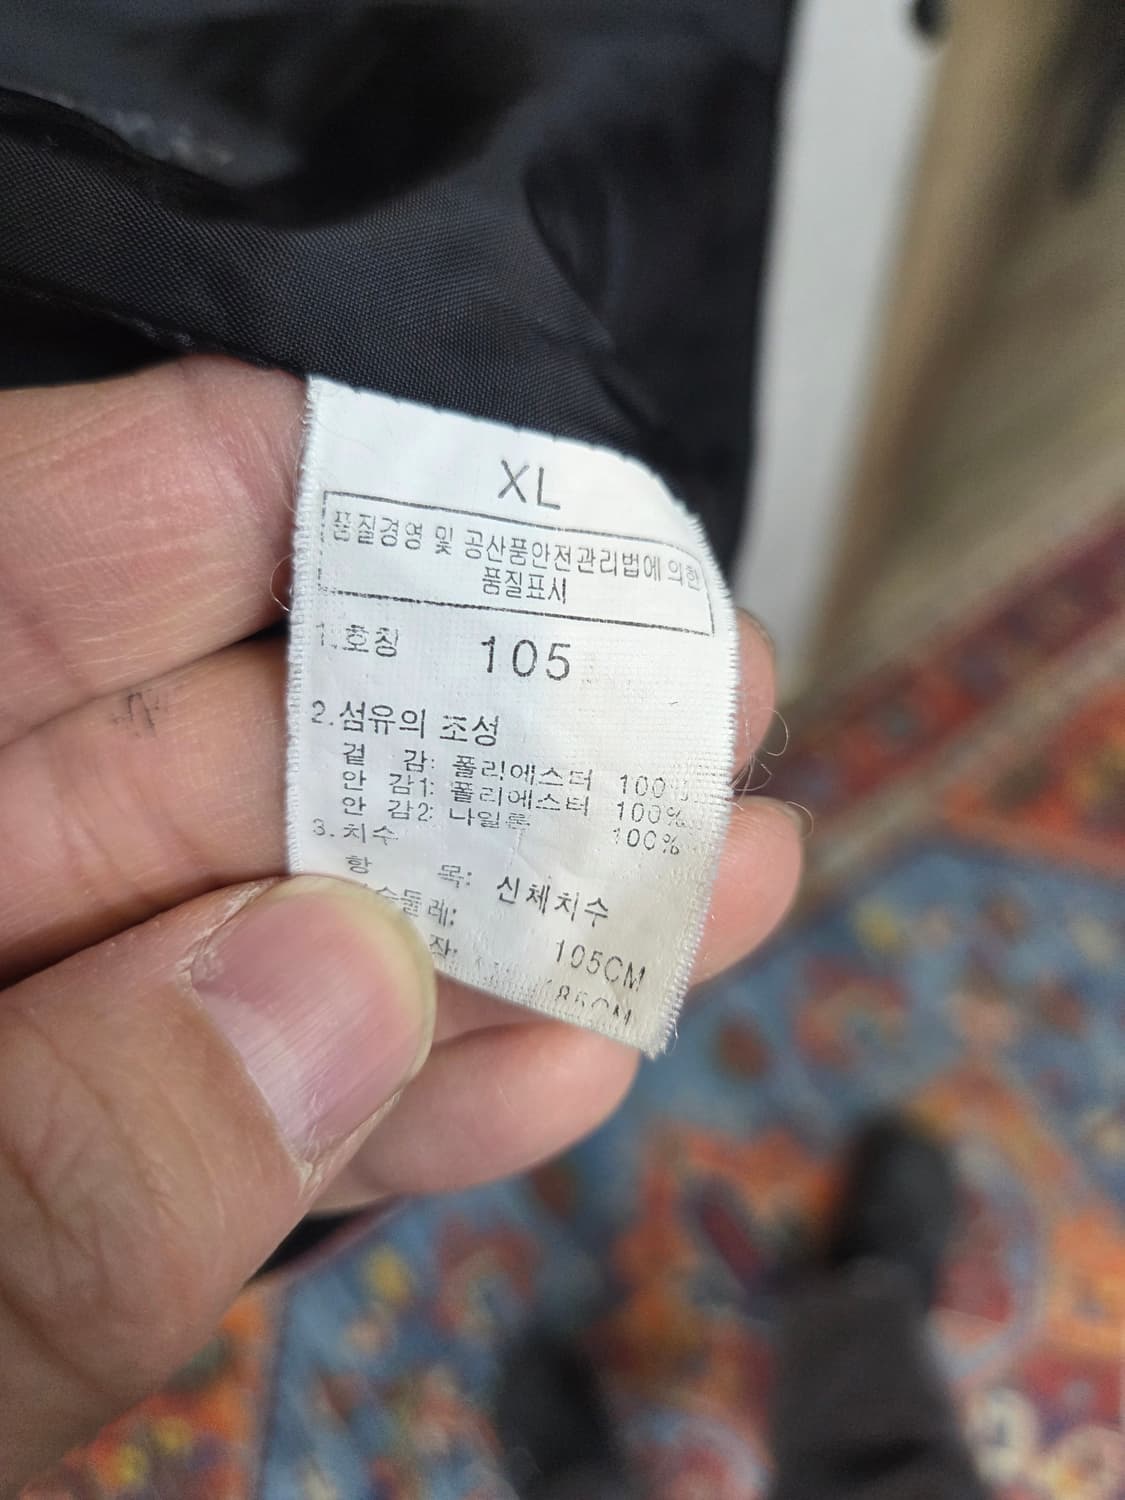 XL
품질경영 및 공산품안전관리법에 의한
품질표시
1. 호칭 105
2. 섬유의 조성
겉 감: 폴리에스터 100%
안 감1: 폴리에스터 100%
안 감2: 나일론 100%
3. 치수
항 목: 신체치수
105CM